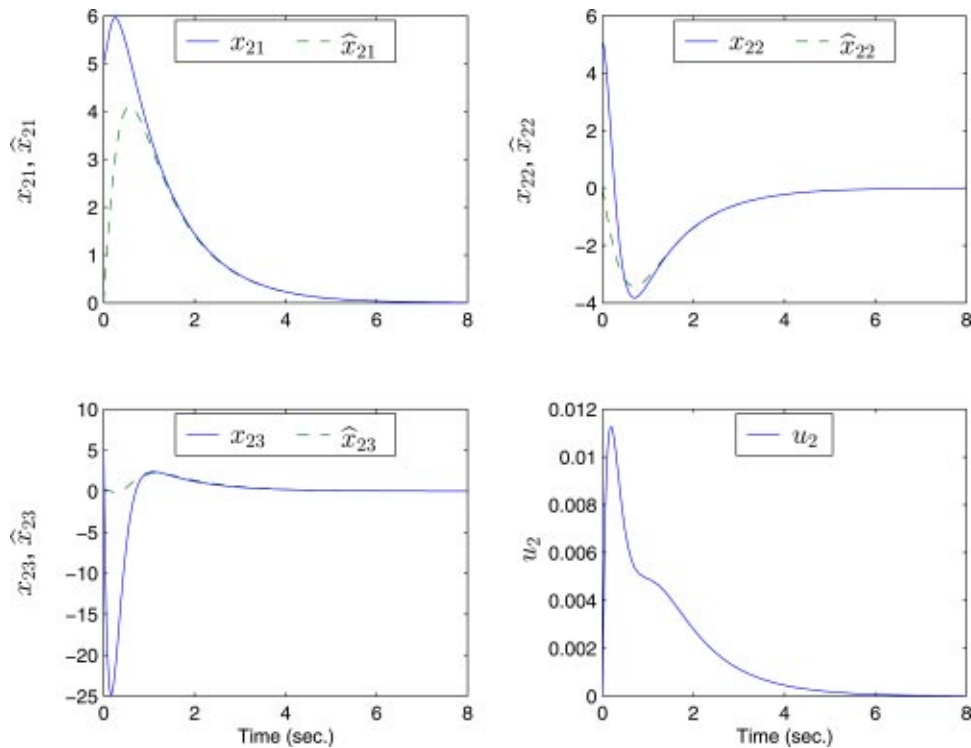 x₂₁ x̂₂₁
x₂₁, x̂₂₁
6
5
4
3
2
1
0
0 2 4 6 8
x₂₂ x̂₂₂
x₂₂, x̂₂₂
6
4
2
0
−2
−4
0 2 4 6 8
x₂₃ x̂₂₃
x₂₃, x̂₂₃
10
5
0
−5
−10
−15
−20
−25
0 2 4 6 8
Time (sec.)
u₂
u₂
0.012
0.01
0.008
0.006
0.004
0.002
0
0 2 4 6 8
Time (sec.)